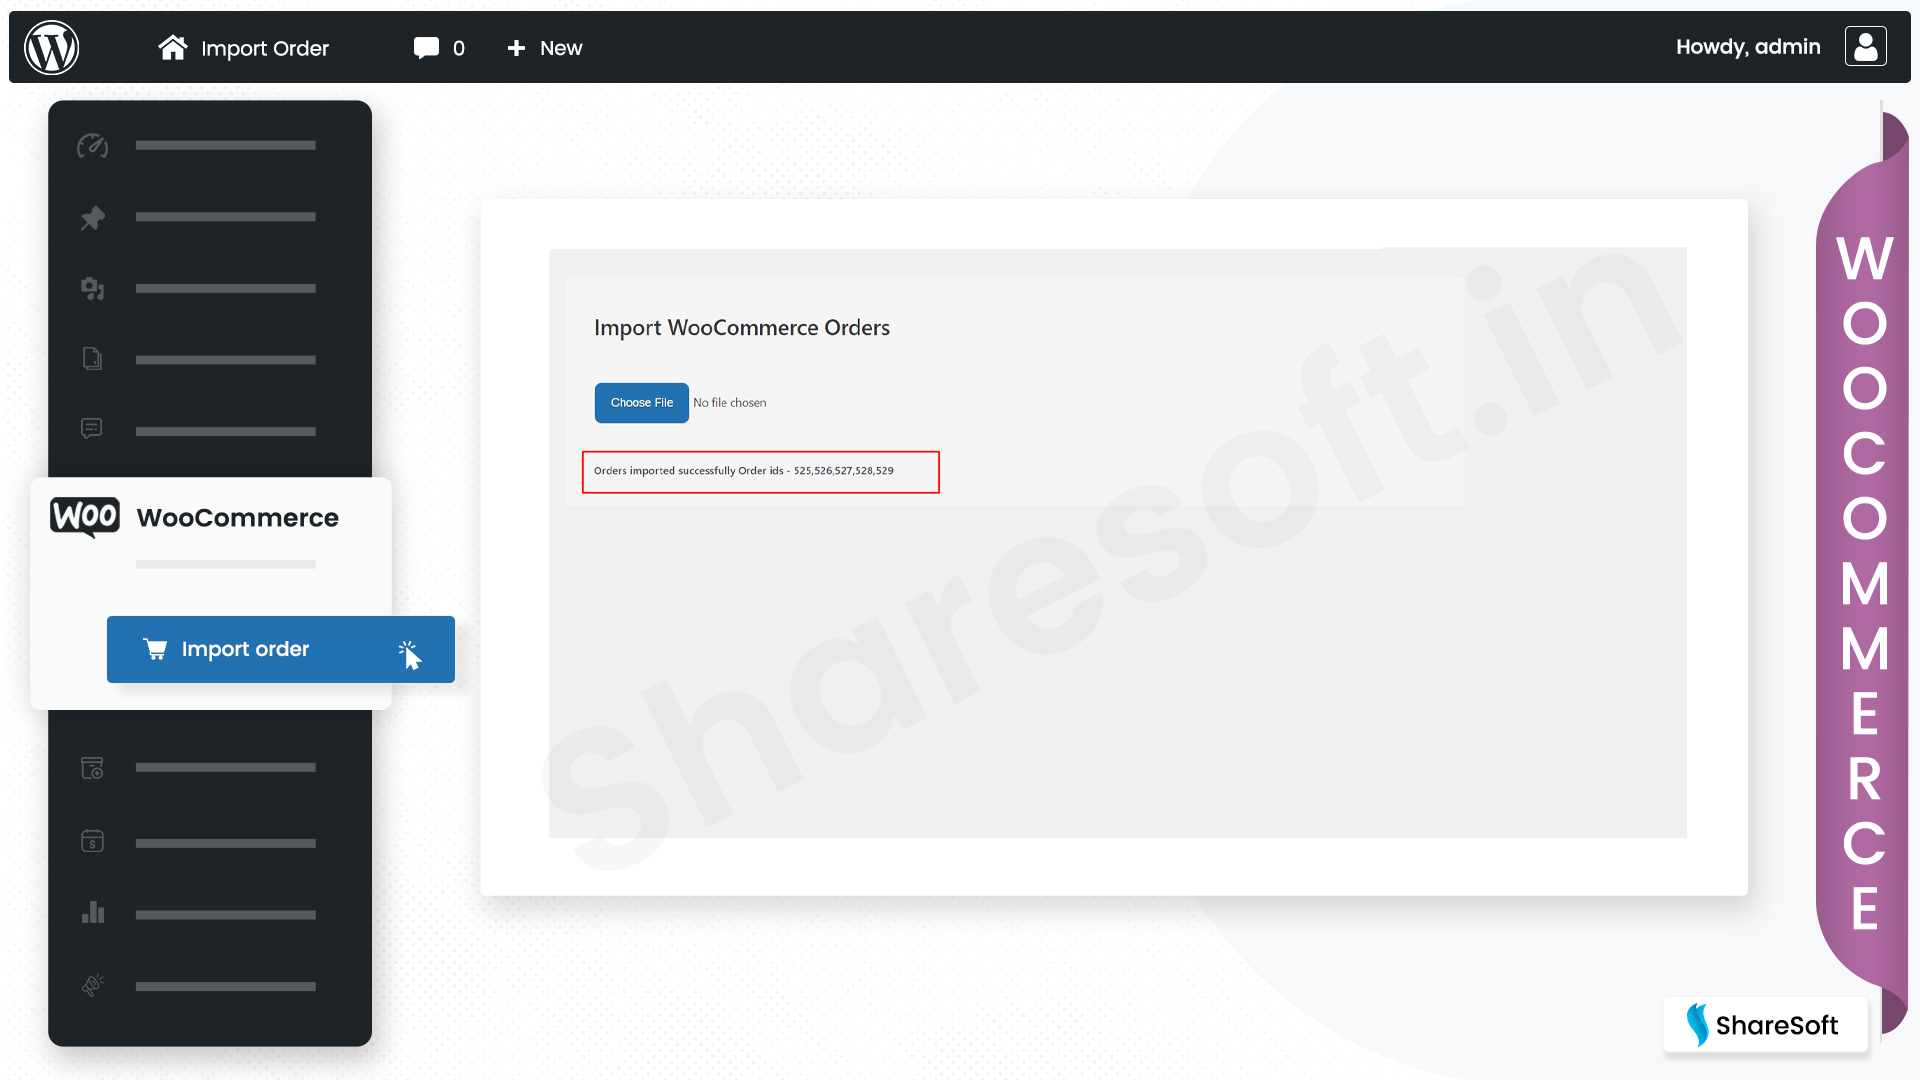 Import Order
0
New
Howdy, admin
Import WooCommerce Orders
Choose File No file chosen
Orders imported successfully Order ids - 525,526,527,528,529
Woo WooCommerce
Import order
Sharesoft.in
WOOCOMMERCE
ShareSoft